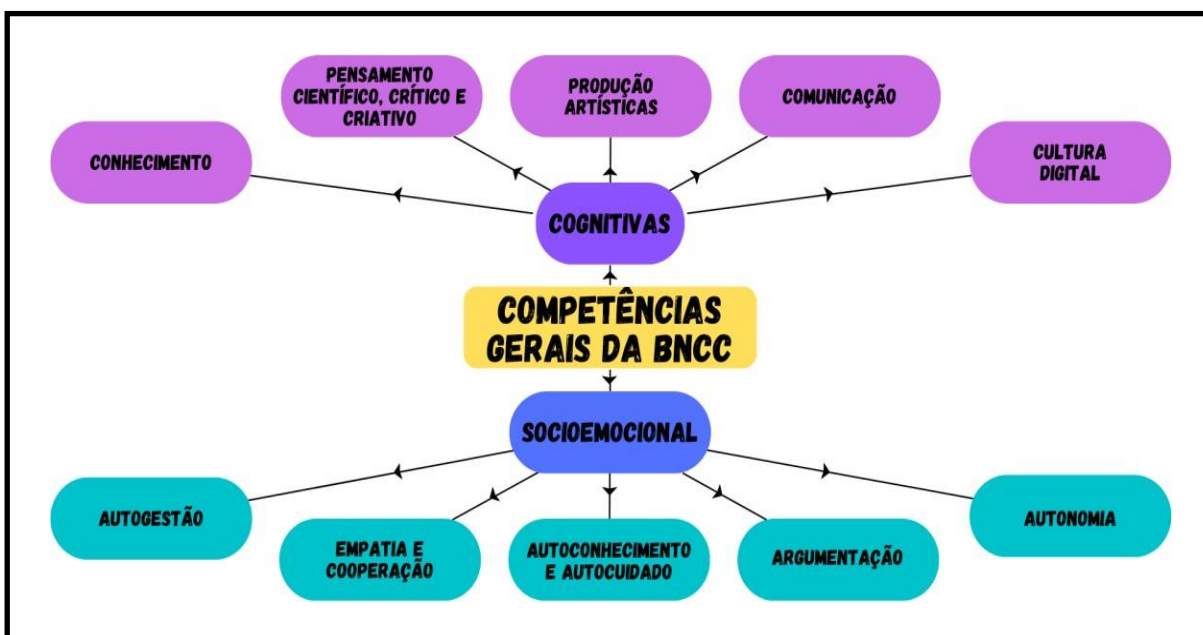 PENSAMENTO
CIENTÍFICO, CRÍTICO E
CRIATIVO
PRODUÇÃO
ARTÍSTICAS
COMUNICAÇÃO
CONHECIMENTO
CULTURA
DIGITAL
COGNITIVAS
COMPETÊNCIAS
GERAIS DA BNCC
SOCIOEMOCIONAL
AUTOGESTÃO
EMPATIA E
COOPERAÇÃO
AUTOCONHECIMENTO
E AUTOCUIDADO
ARGUMENTAÇÃO
AUTONOMIA